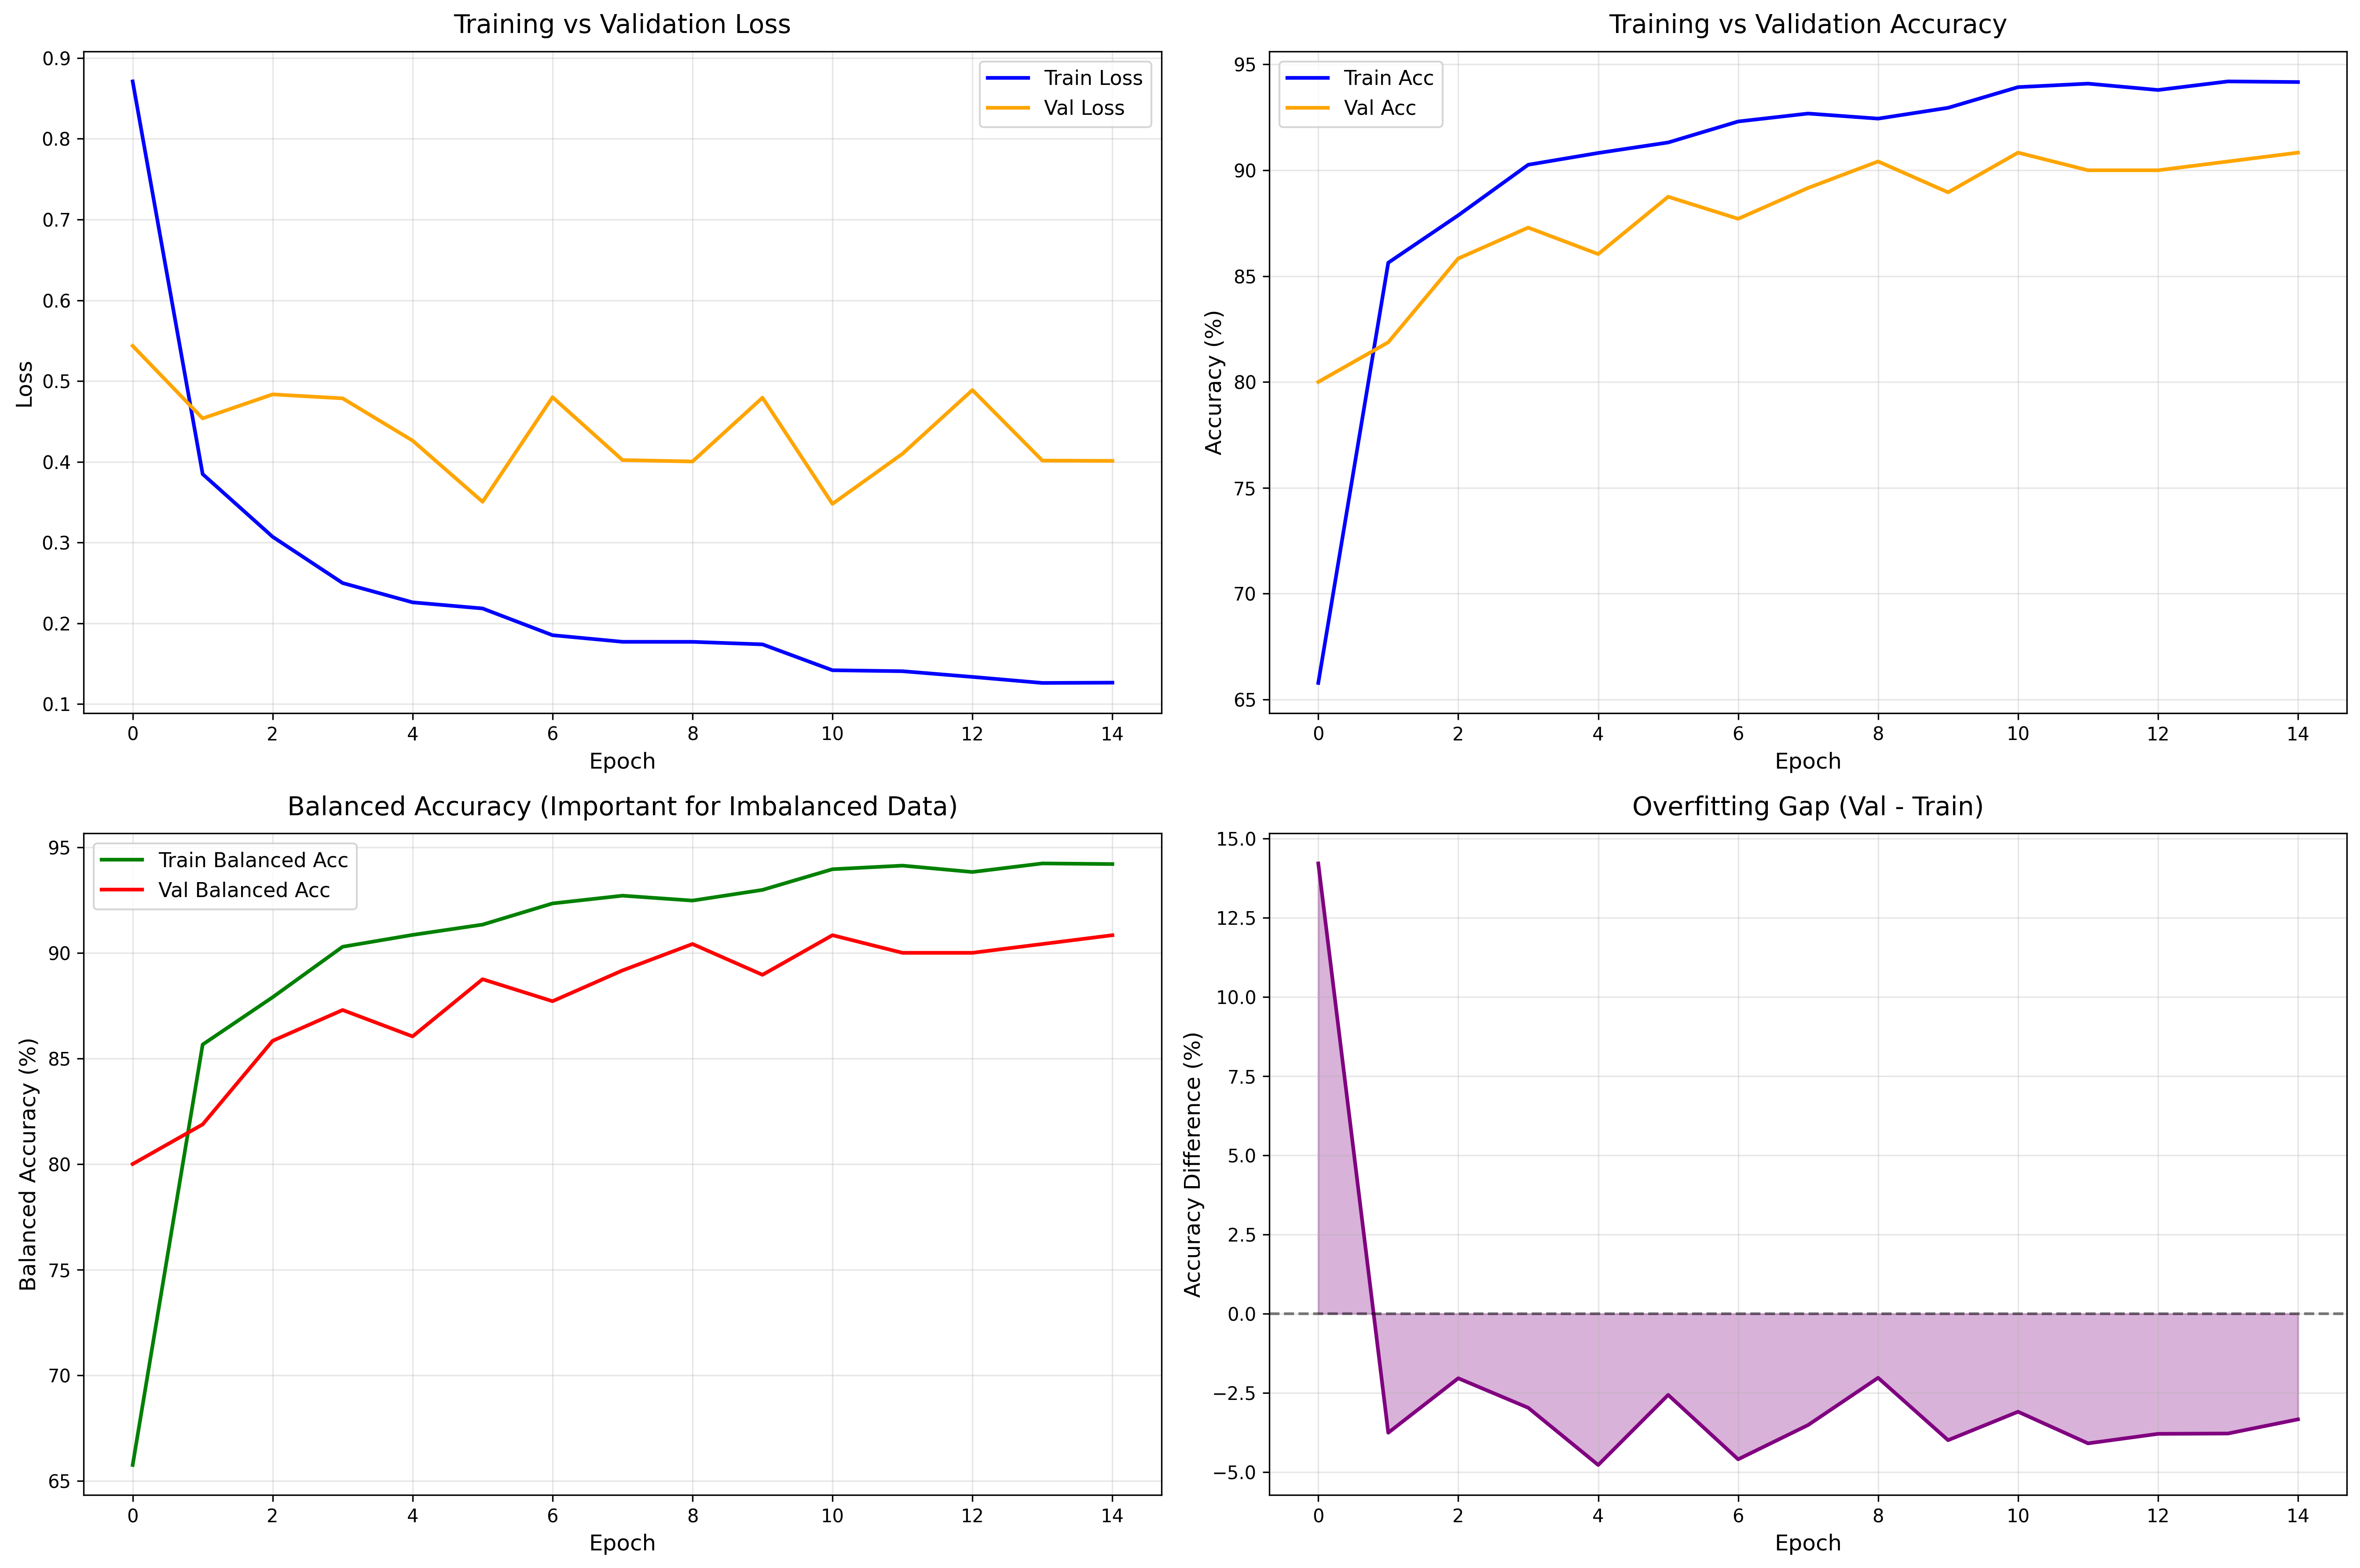 Training vs Validation Loss
0.9
0.8
0.7
0.6
0.5
0.4
0.3
0.2
0.1
Loss
Train Loss
Val Loss
0 2 4 6 8 10 12 14
Epoch
Training vs Validation Accuracy
95
90
85
80
75
70
65
Accuracy (%)
Train Acc
Val Acc
0 2 4 6 8 10 12 14
Epoch
Balanced Accuracy (Important for Imbalanced Data)
95
90
85
80
75
70
65
Balanced Accuracy (%)
Train Balanced Acc
Val Balanced Acc
0 2 4 6 8 10 12 14
Epoch
Overfitting Gap (Val - Train)
15.0
12.5
10.0
7.5
5.0
2.5
0.0
−2.5
−5.0
Accuracy Difference (%)
0 2 4 6 8 10 12 14
Epoch